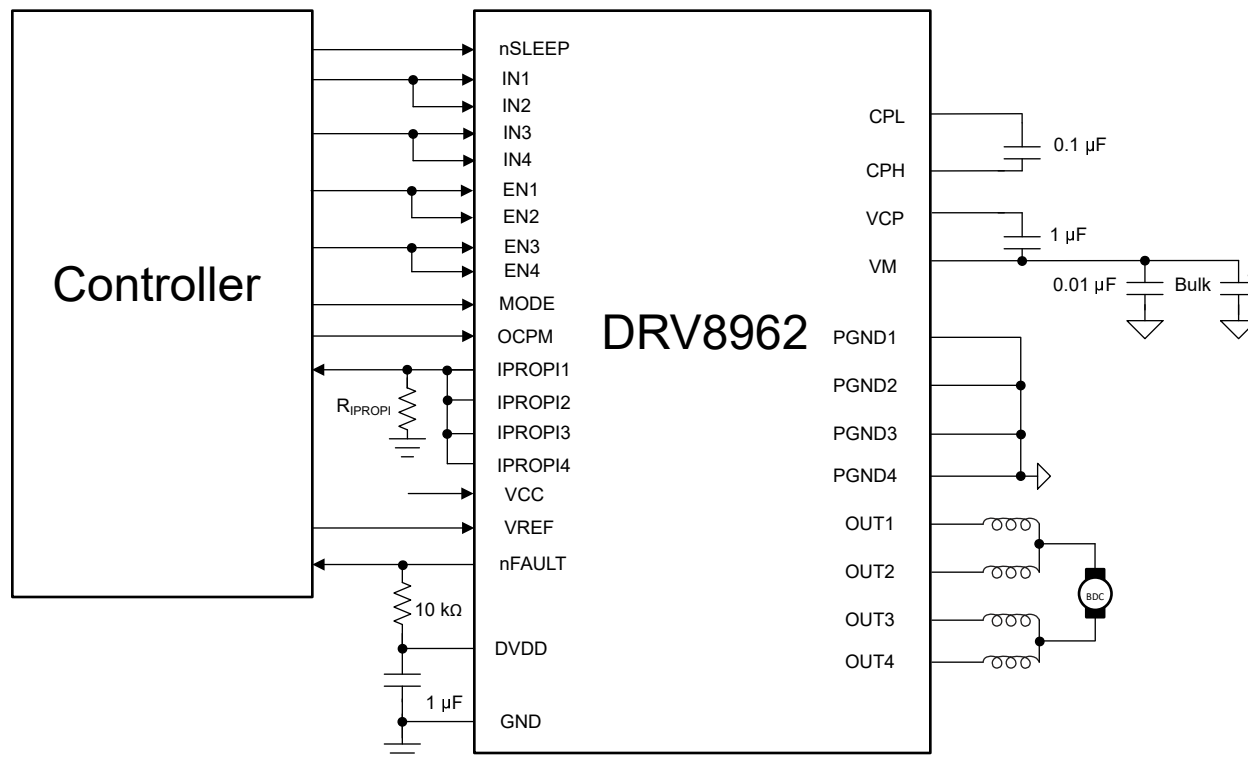 Controller
DRV8962
nSLEEP
IN1
IN2
IN3
IN4
EN1
EN2
EN3
EN4
MODE
OCPM
IPROPI1
IPROPI2
IPROPI3
IPROPI4
VCC
VREF
nFAULT
DVDD
GND
RIPROPI
10 kΩ
1 µF
CPL
CPH
VCP
VM
PGND1
PGND2
PGND3
PGND4
OUT1
OUT2
OUT3
OUT4
0.1 µF
1 µF
0.01 µF
Bulk
BDC